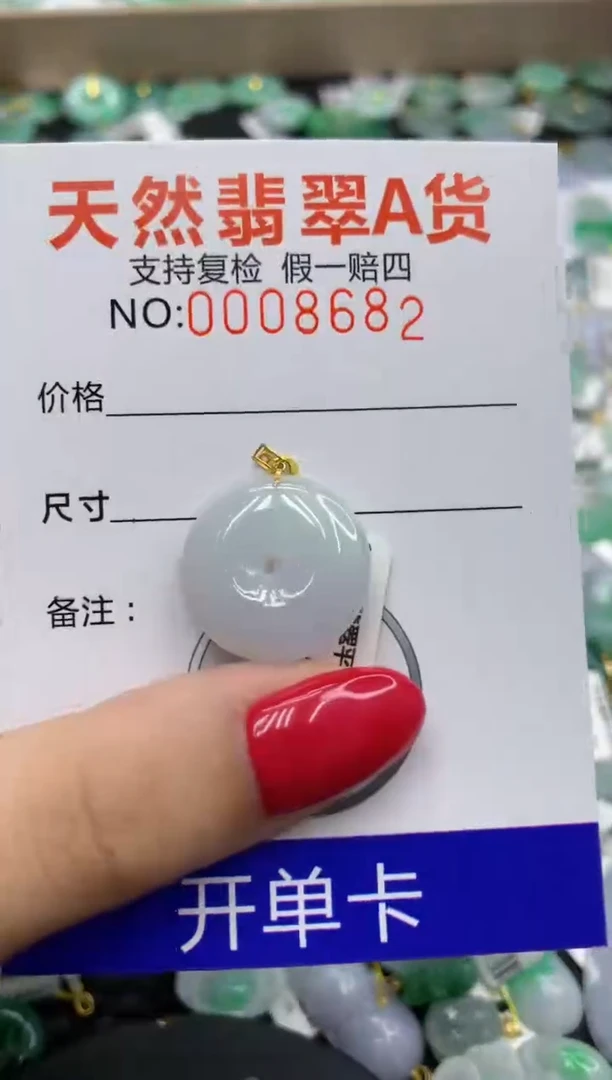 天然翡翠A货
支持复检 假一赔四
NO:0008682
价格
尺寸
备注：
开单卡